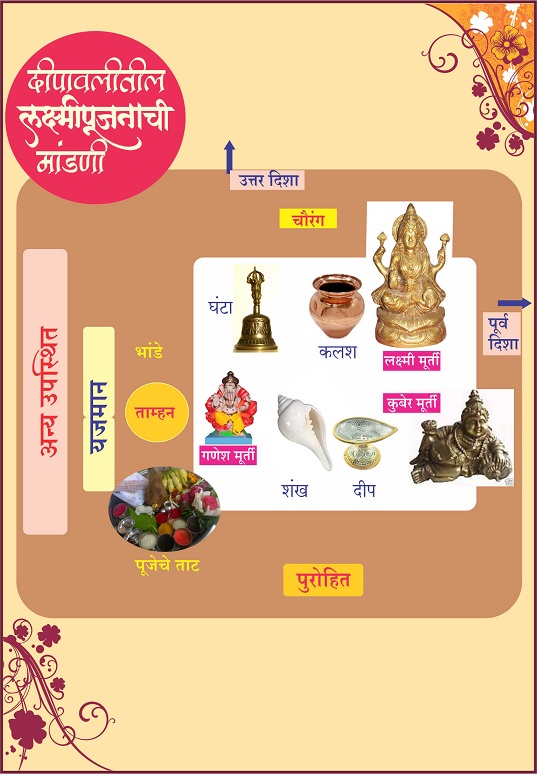 दीपावलीतील
लक्ष्मीपूजनाची
मांडणी
उत्तर दिशा
चौरंग
घंटा
कलश
लक्ष्मी मूर्ती
पूर्व
दिशा
अन्य उपस्थित
यजमान
भांडे
ताम्हन
गणेश मूर्ती
कुबेर मूर्ती
शंख
दीप
पूजेचे ताट
पुरोहित